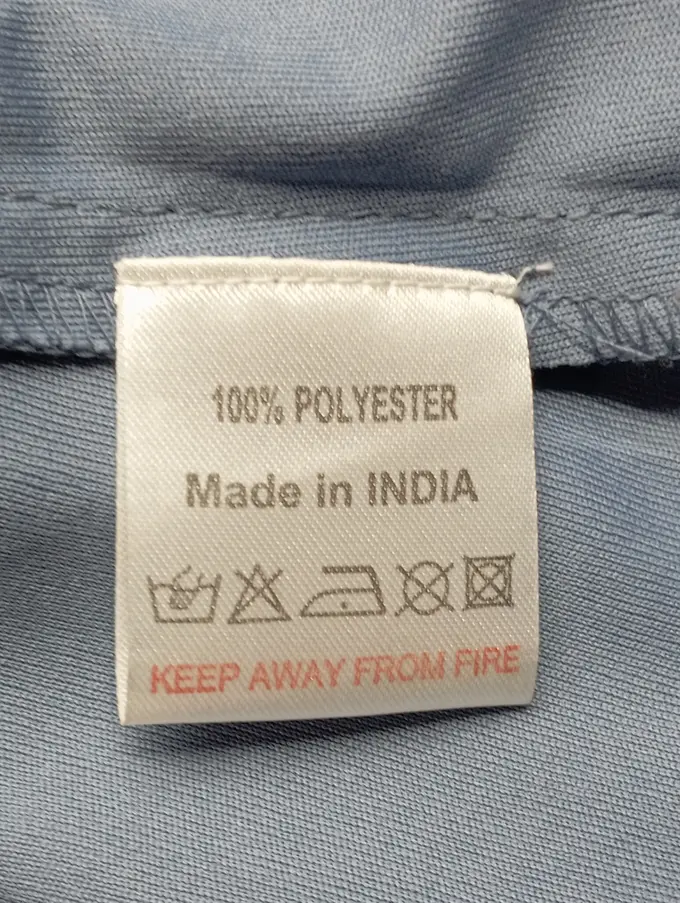 100% POLYESTER
Made in INDIA
KEEP AWAY FROM FIRE